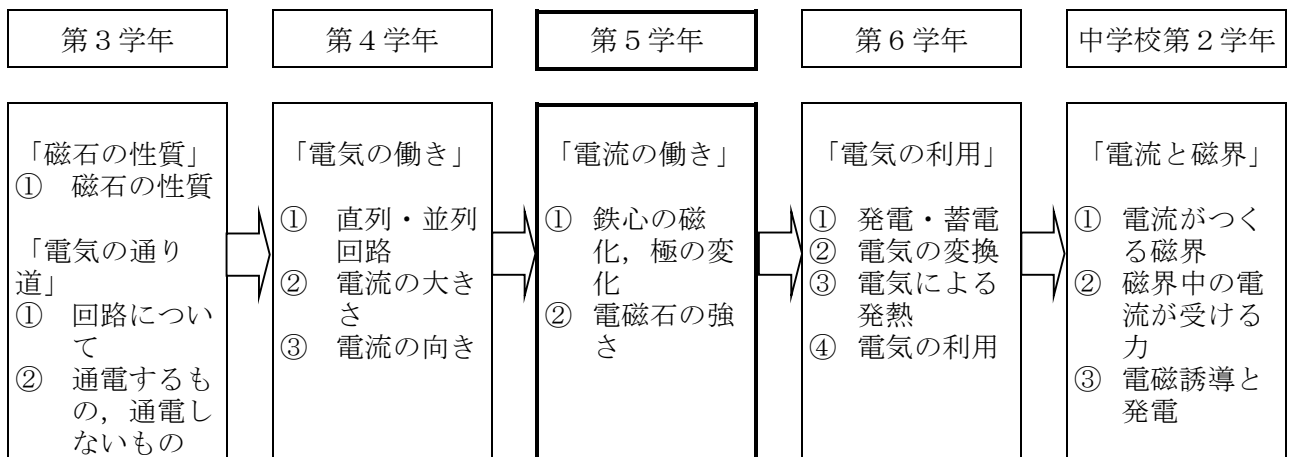 第３学年
第４学年
第５学年
第６学年
中学校第２学年
「磁石の性質」
① 磁石の性質
「電気の通り
道」
① 回路につい
て
② 通電するも
の，通電し
ないもの
「電気の働き」
① 直列・並列
回路
② 電流の大き
さ
③ 電流の向き
「電流の働き」
① 鉄心の磁
化，極の変
化
② 電磁石の強
さ
「電気の利用」
① 発電・蓄電
② 電気の変換
③ 電気による
発熱
④ 電気の利用
「電流と磁界」
① 電流がつく
る磁界
② 磁界中の電
流が受ける
力
③ 電磁誘導と
発電